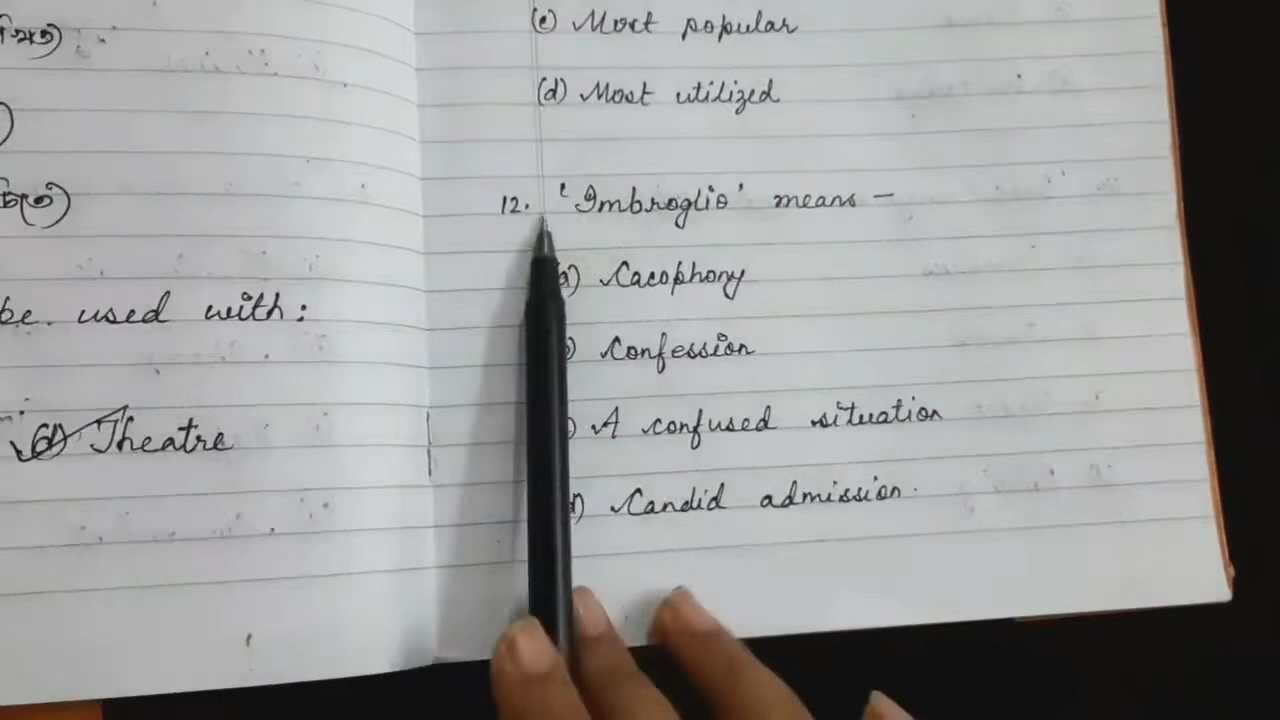 be. used with:
(d) Theatre
(c) Most popular
(d) Most utilized
12. 'Imbroglio' means –
a) Cacophony
) Confession
) A confused situation
d) Candid admission.